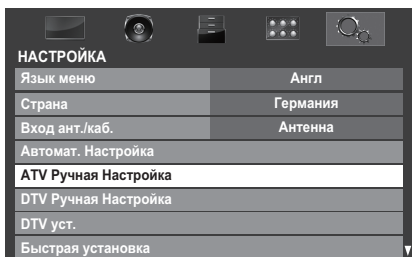 НАСТРОЙКА
Язык меню Англ
Страна Германия
Вход ант./каб. Антенна
Автомат. Настройка
ATV Ручная Настройка
DTV Ручная Настройка
DTV уст.
Быстрая установка